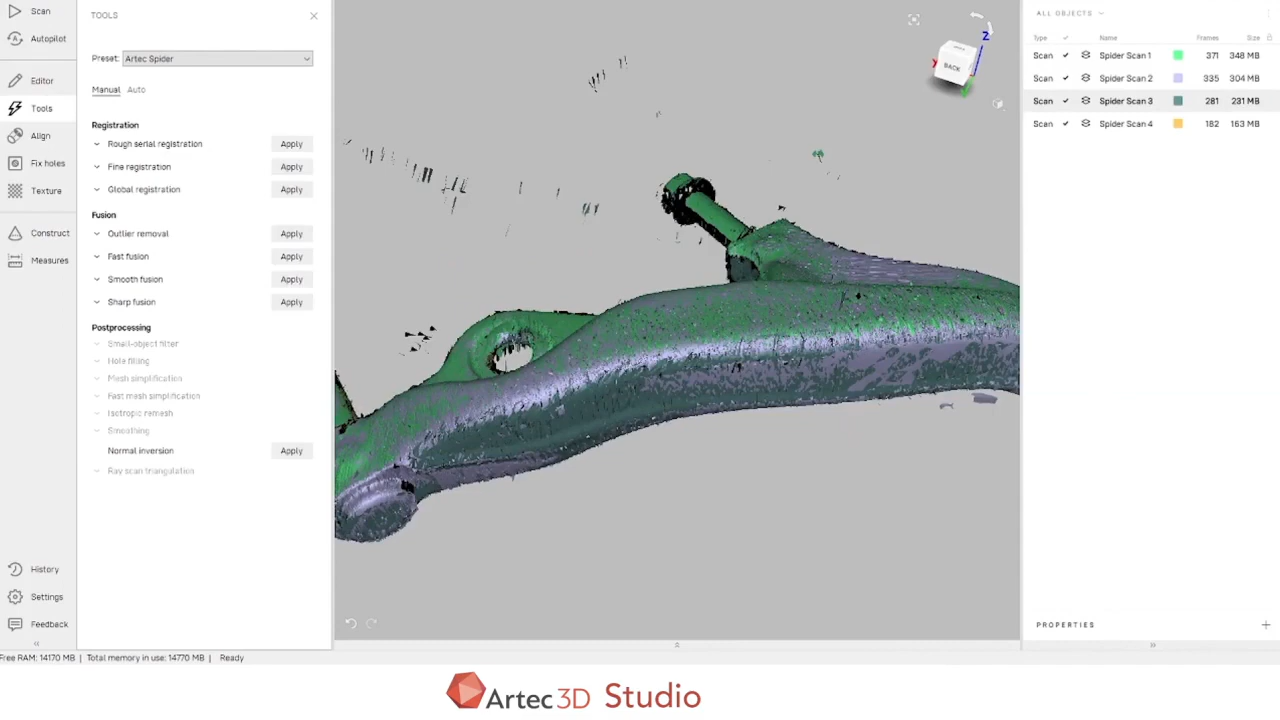 Scan
Autopilot
Editor
Tools
Align
Fix holes
Texture
Construct
Measures
History
Settings
Feedback
TOOLS
Preset: Artec Spider
Manual Auto
Registration
Rough serial registration Apply
Fine registration Apply
Global registration Apply
Fusion
Outlier removal Apply
Fast fusion Apply
Smooth fusion Apply
Sharp fusion Apply
Postprocessing
Small-object filter
Hole filling
Mesh simplification
Fast mesh simplification
Isotropic remesh
Smoothing
Normal inversion Apply
Ray scan triangulation
Z
X
BACK
ALL OBJECTS
Type Name Frames Size
Scan Spider Scan 1 371 348 MB
Scan Spider Scan 2 335 304 MB
Scan Spider Scan 3 281 231 MB
Scan Spider Scan 4 182 163 MB
PROPERTIES
Free RAM: 14170 MB | Total memory in use: 14770 MB | Ready
Artec 3D Studio